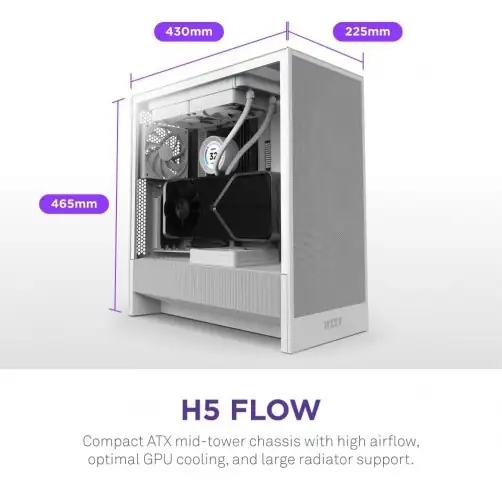 430mm
225mm
465mm
NZXT
H5 FLOW
Compact ATX mid-tower chassis with high airflow,
optimal GPU cooling, and large radiator support.